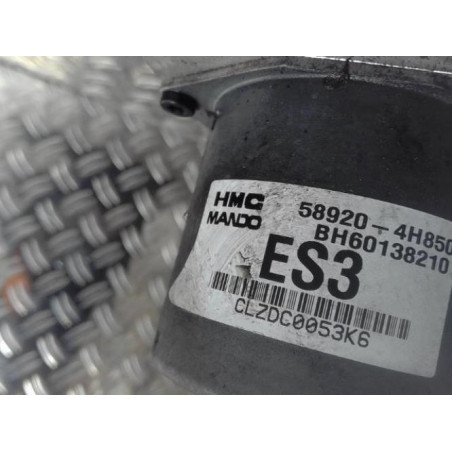 HMC 58920-4H850
MANDO BH60138210
ES3
CLZDC0053K6